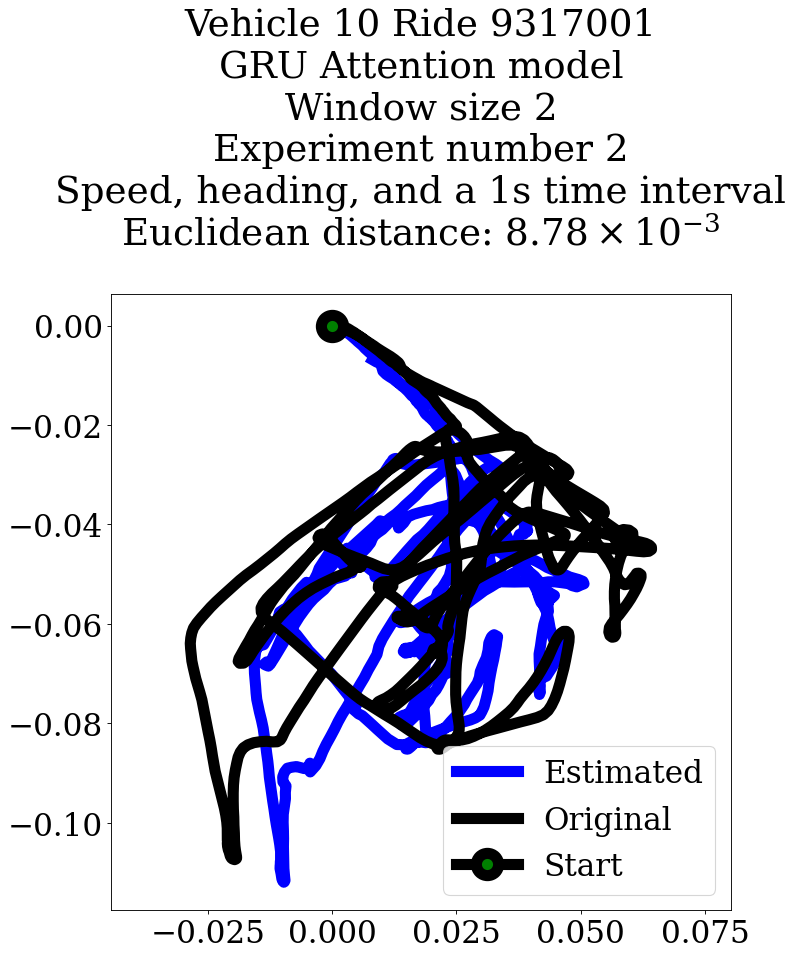 Vehicle 10 Ride 9317001
GRU Attention model
Window size 2
Experiment number 2
Speed, heading, and a 1s time interval
Euclidean distance: 8.78 × 10⁻³
0.00
−0.02
−0.04
−0.06
−0.08
−0.10
Estimated
Original
Start
−0.025 0.000 0.025 0.050 0.075